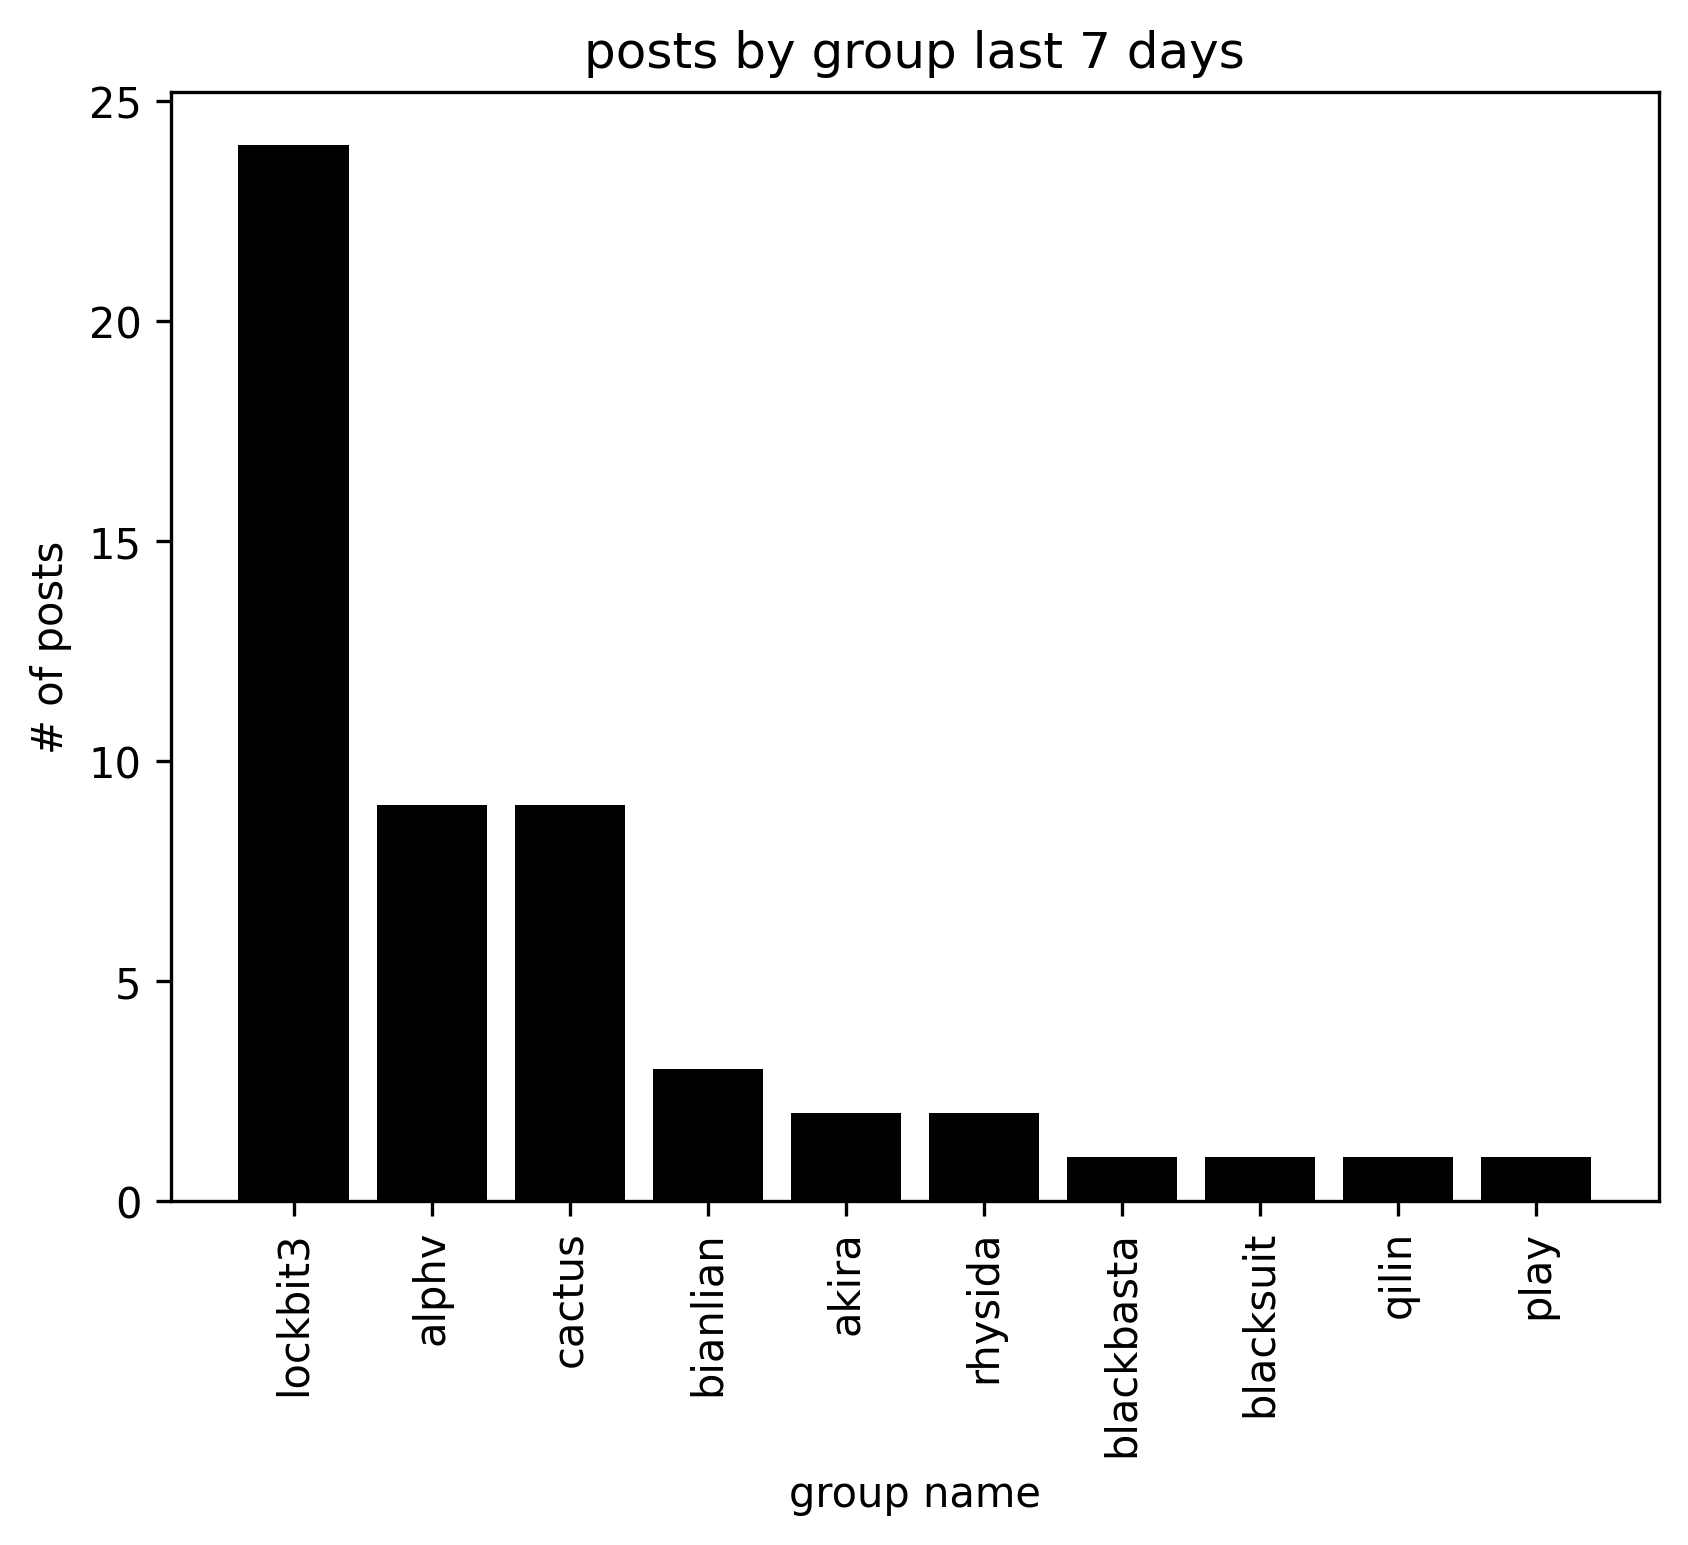 posts by group last 7 days
# of posts
25
20
15
10
5
0
lockbit3
alphv
cactus
bianlian
akira
rhysida
blackbasta
blacksuit
qilin
play
group name